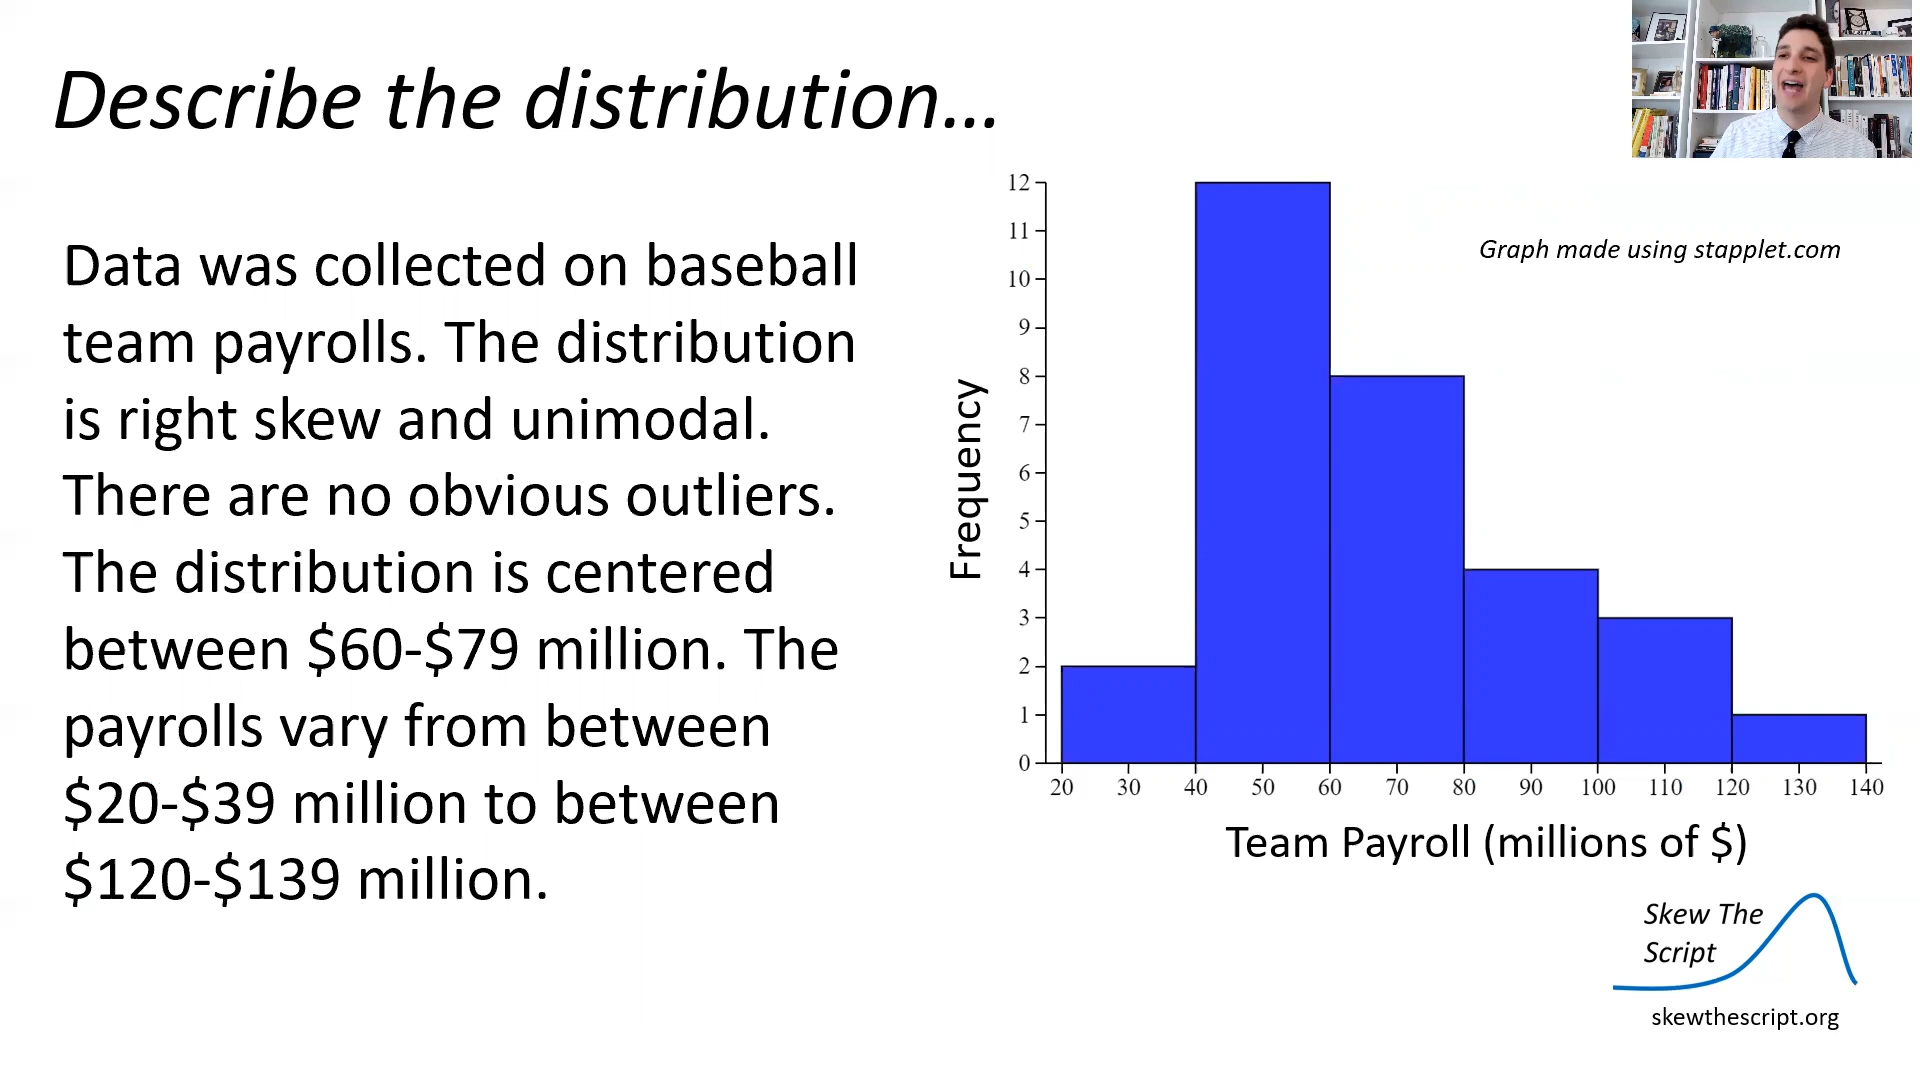 Describe the distribution...
Data was collected on baseball
team payrolls. The distribution
is right skew and unimodal.
There are no obvious outliers.
The distribution is centered
between $60-$79 million. The
payrolls vary from between
$20-$39 million to between
$120-$139 million.
Graph made using stapplet.com
Frequency
12
11
10
9
8
7
6
5
4
3
2
1
0
20 30 40 50 60 70 80 90 100 110 120 130 140
Team Payroll (millions of $)
Skew The
Script
skewthescript.org